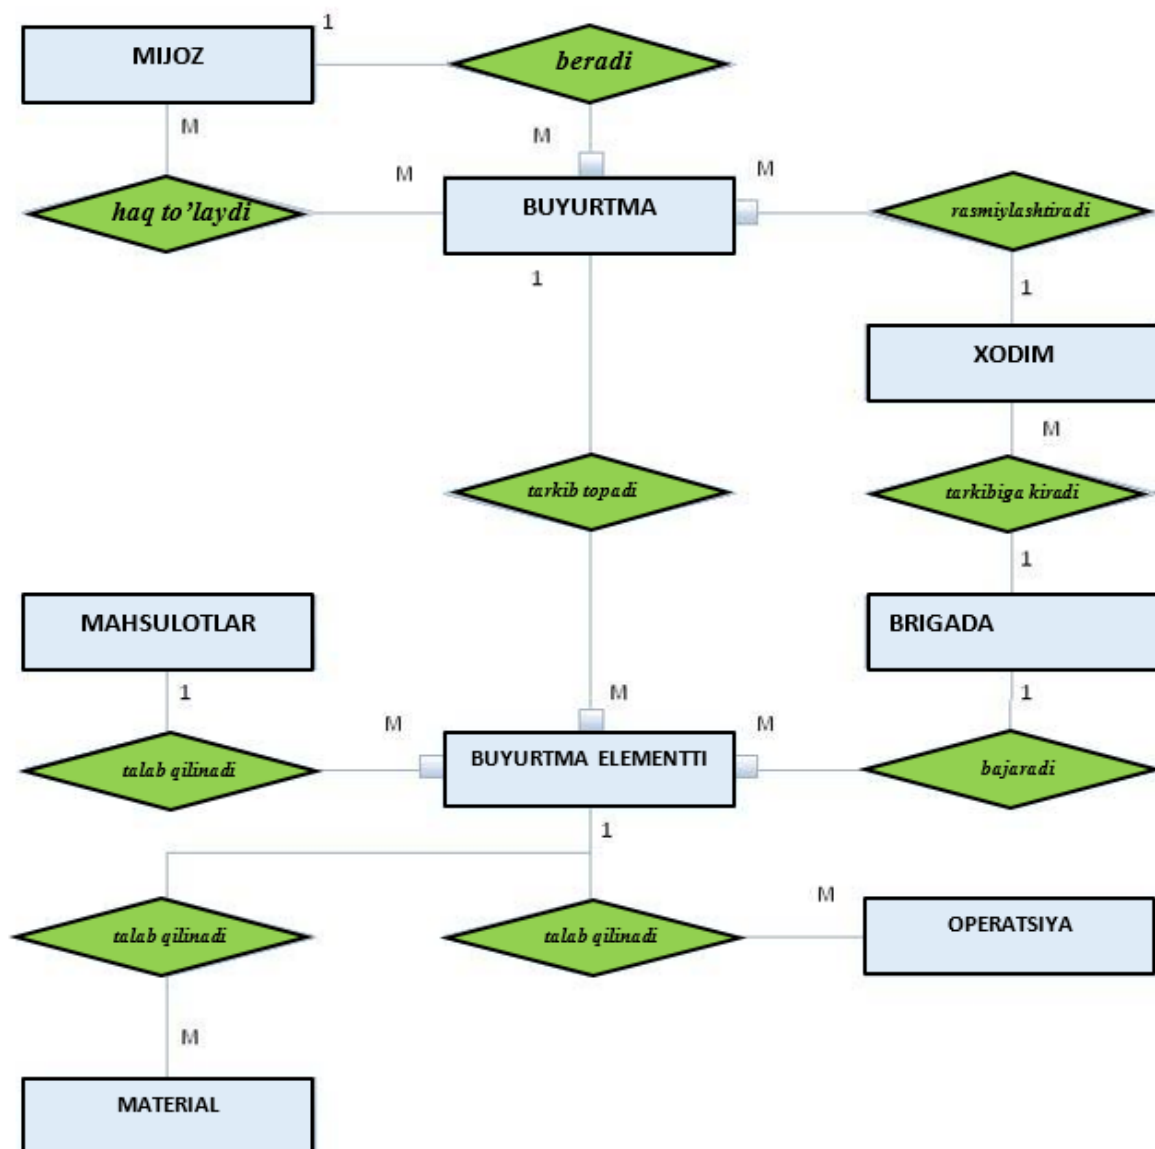 1
MIJOZ
beradi
M
M
M
M
haq to’laydi
BUYURTMA
rasmiylashtiradi
1
1
XODIM
M
tarkib topadi
tarkibiga kiradi
1
MAHSULOTLAR
BRIGADA
1
M
1
M
M
talab qilinadi
BUYURTMA ELEMENTTI
bajaradi
1
M
talab qilinadi
talab qilinadi
OPERATSIYA
M
MATERIAL